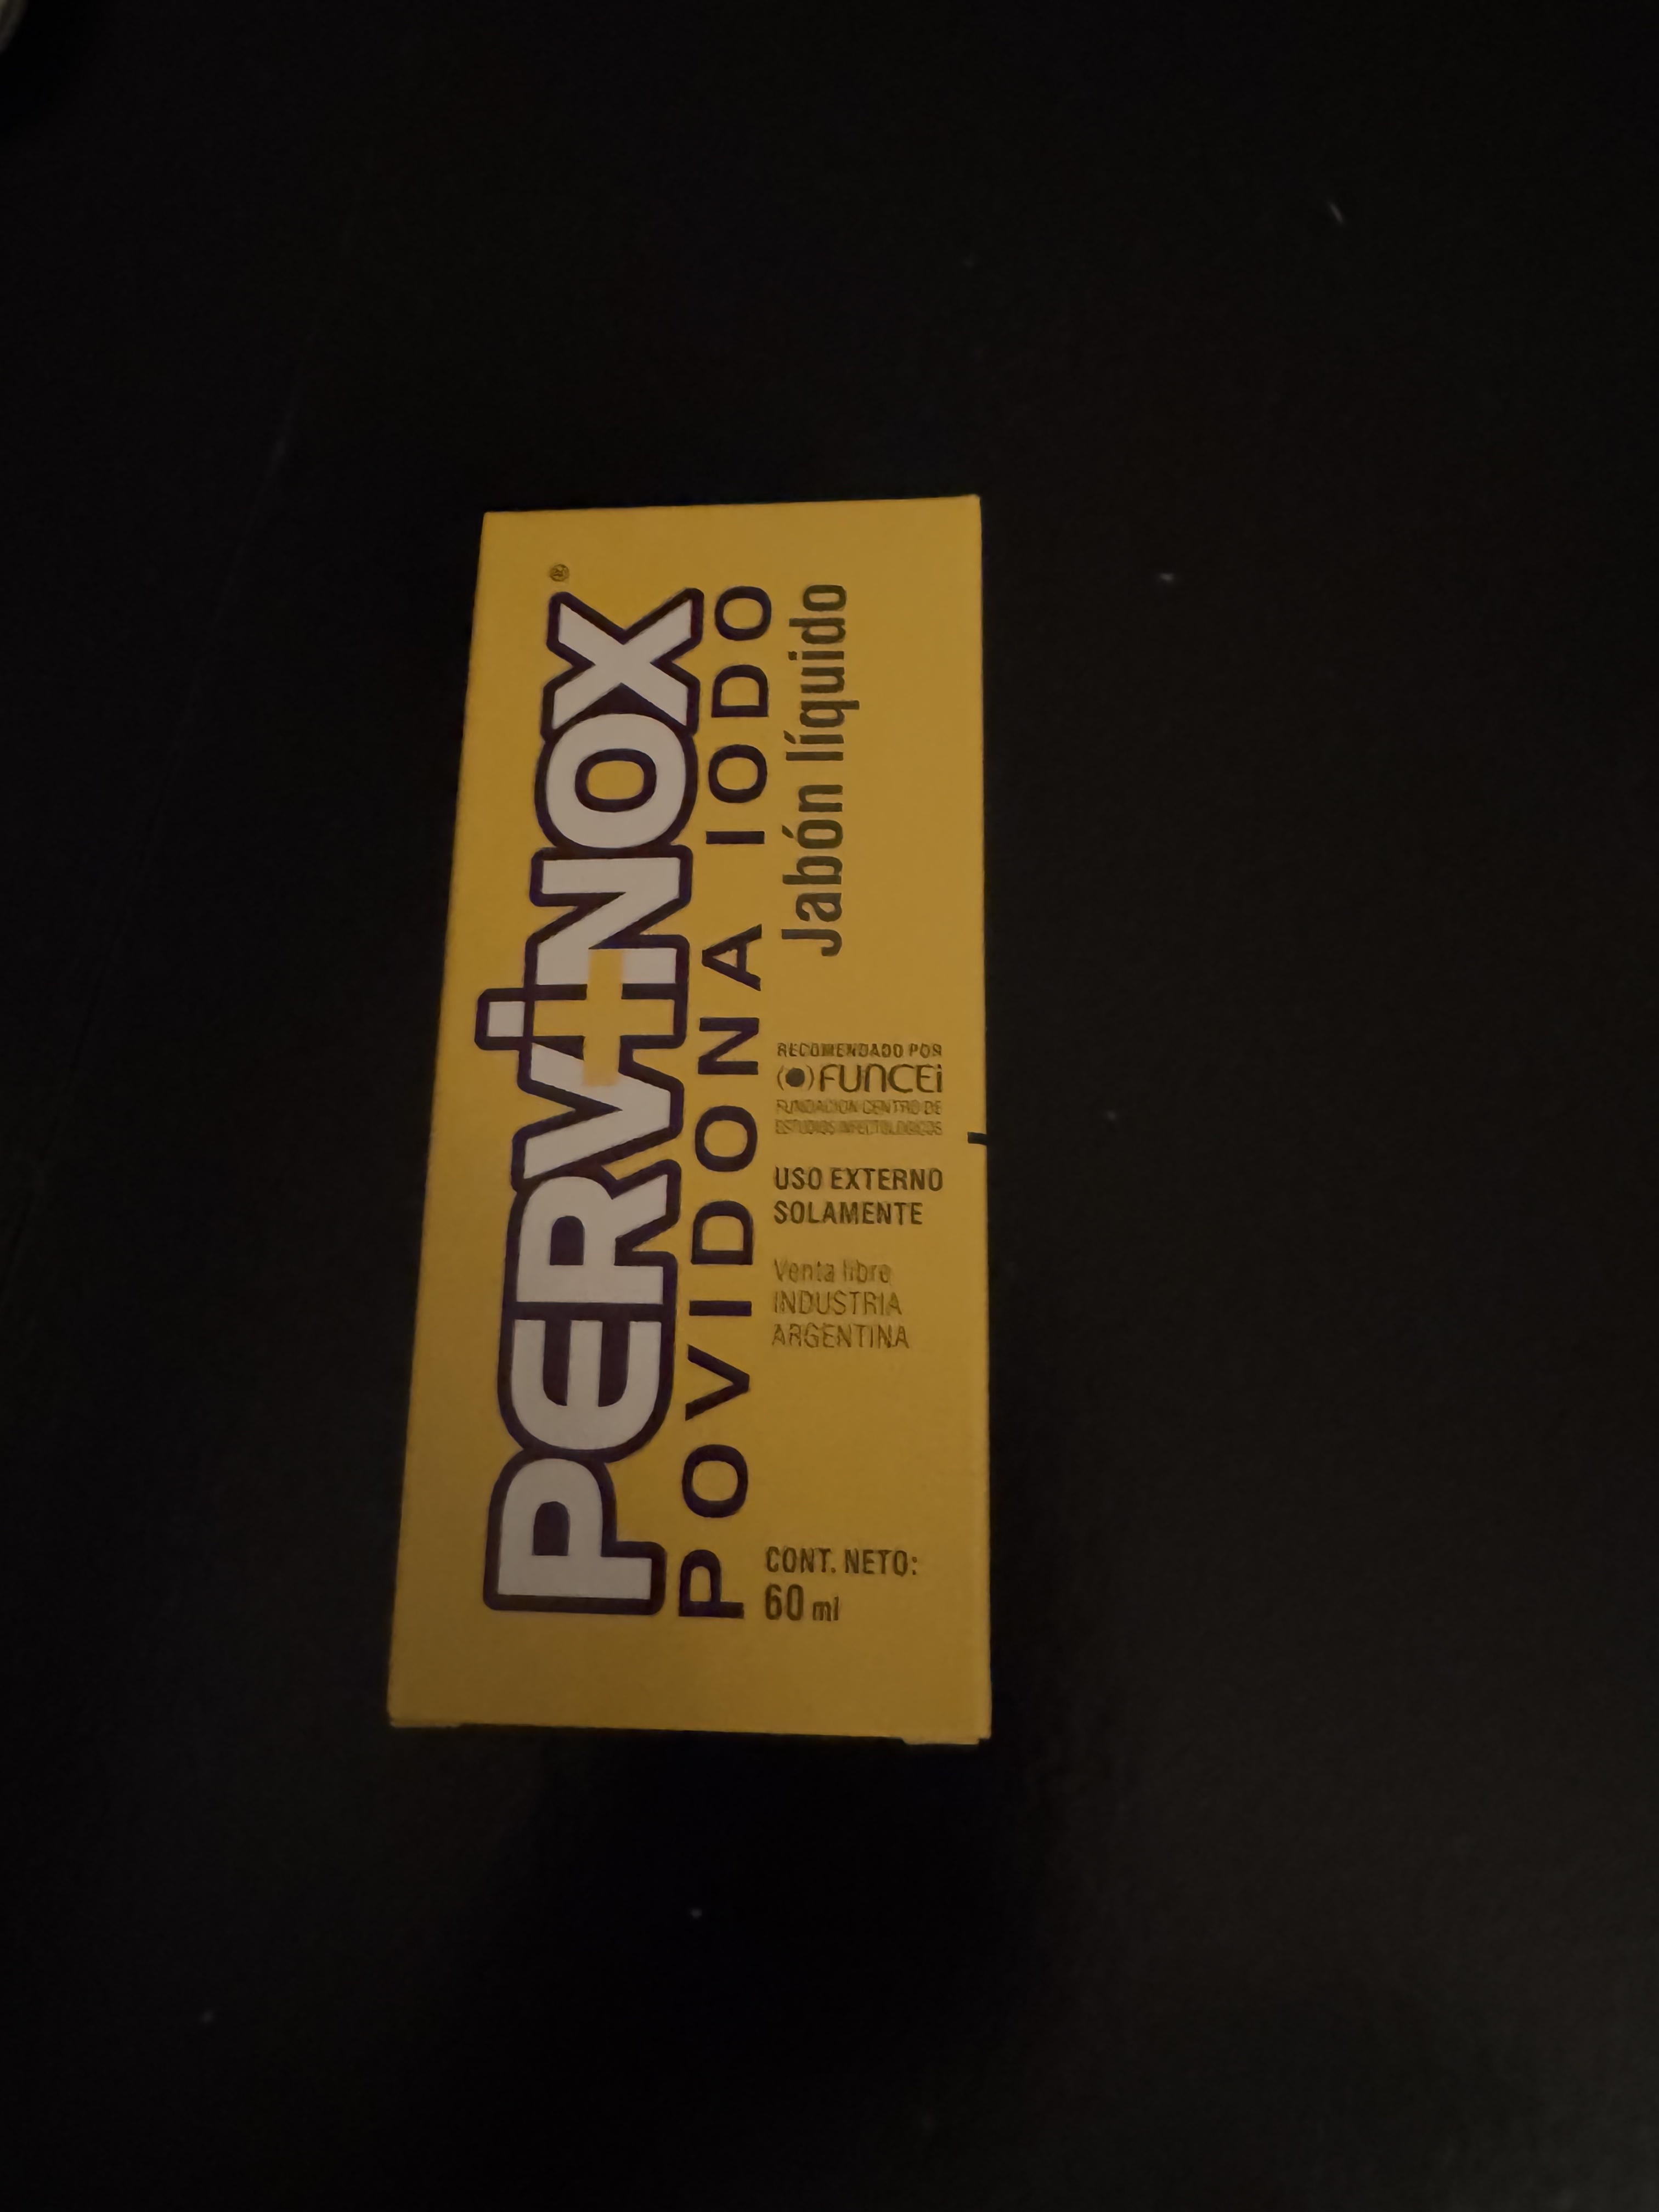 PERVINOX®
POVIDONA IODO
Jabón líquido
RECOMENDADO POR
FUNCEi
FUNDACION CENTRO DE
ESTUDIOS INFECTOLOGICOS
USO EXTERNO
SOLAMENTE
Venta libre
INDUSTRIA
ARGENTINA
CONT. NETO:
60 ml